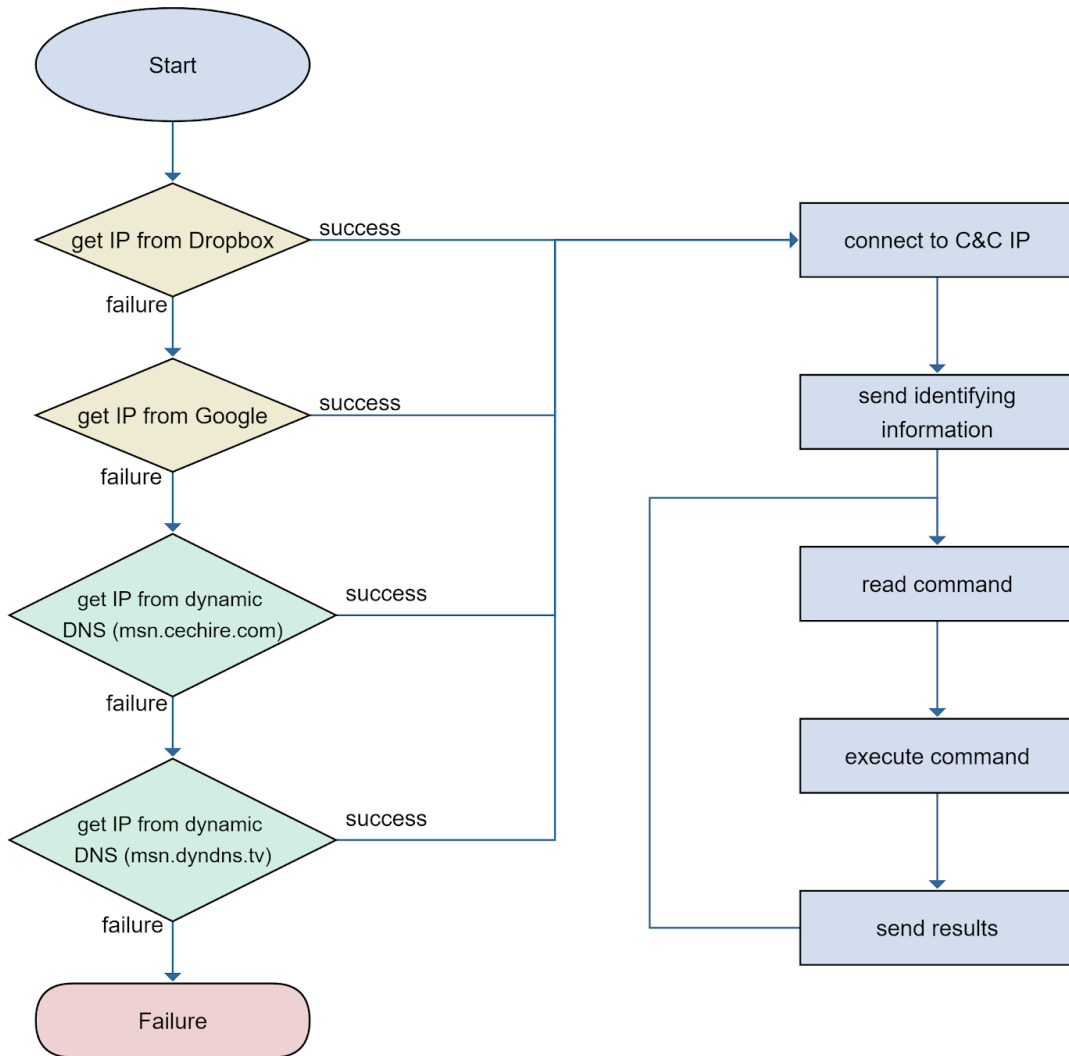 Start
get IP from Dropbox
success
failure
get IP from Google
success
failure
get IP from dynamic
DNS (msn.cechire.com)
success
failure
get IP from dynamic
DNS (msn.dyndns.tv)
success
failure
Failure
connect to C&C IP
send identifying
information
read command
execute command
send results